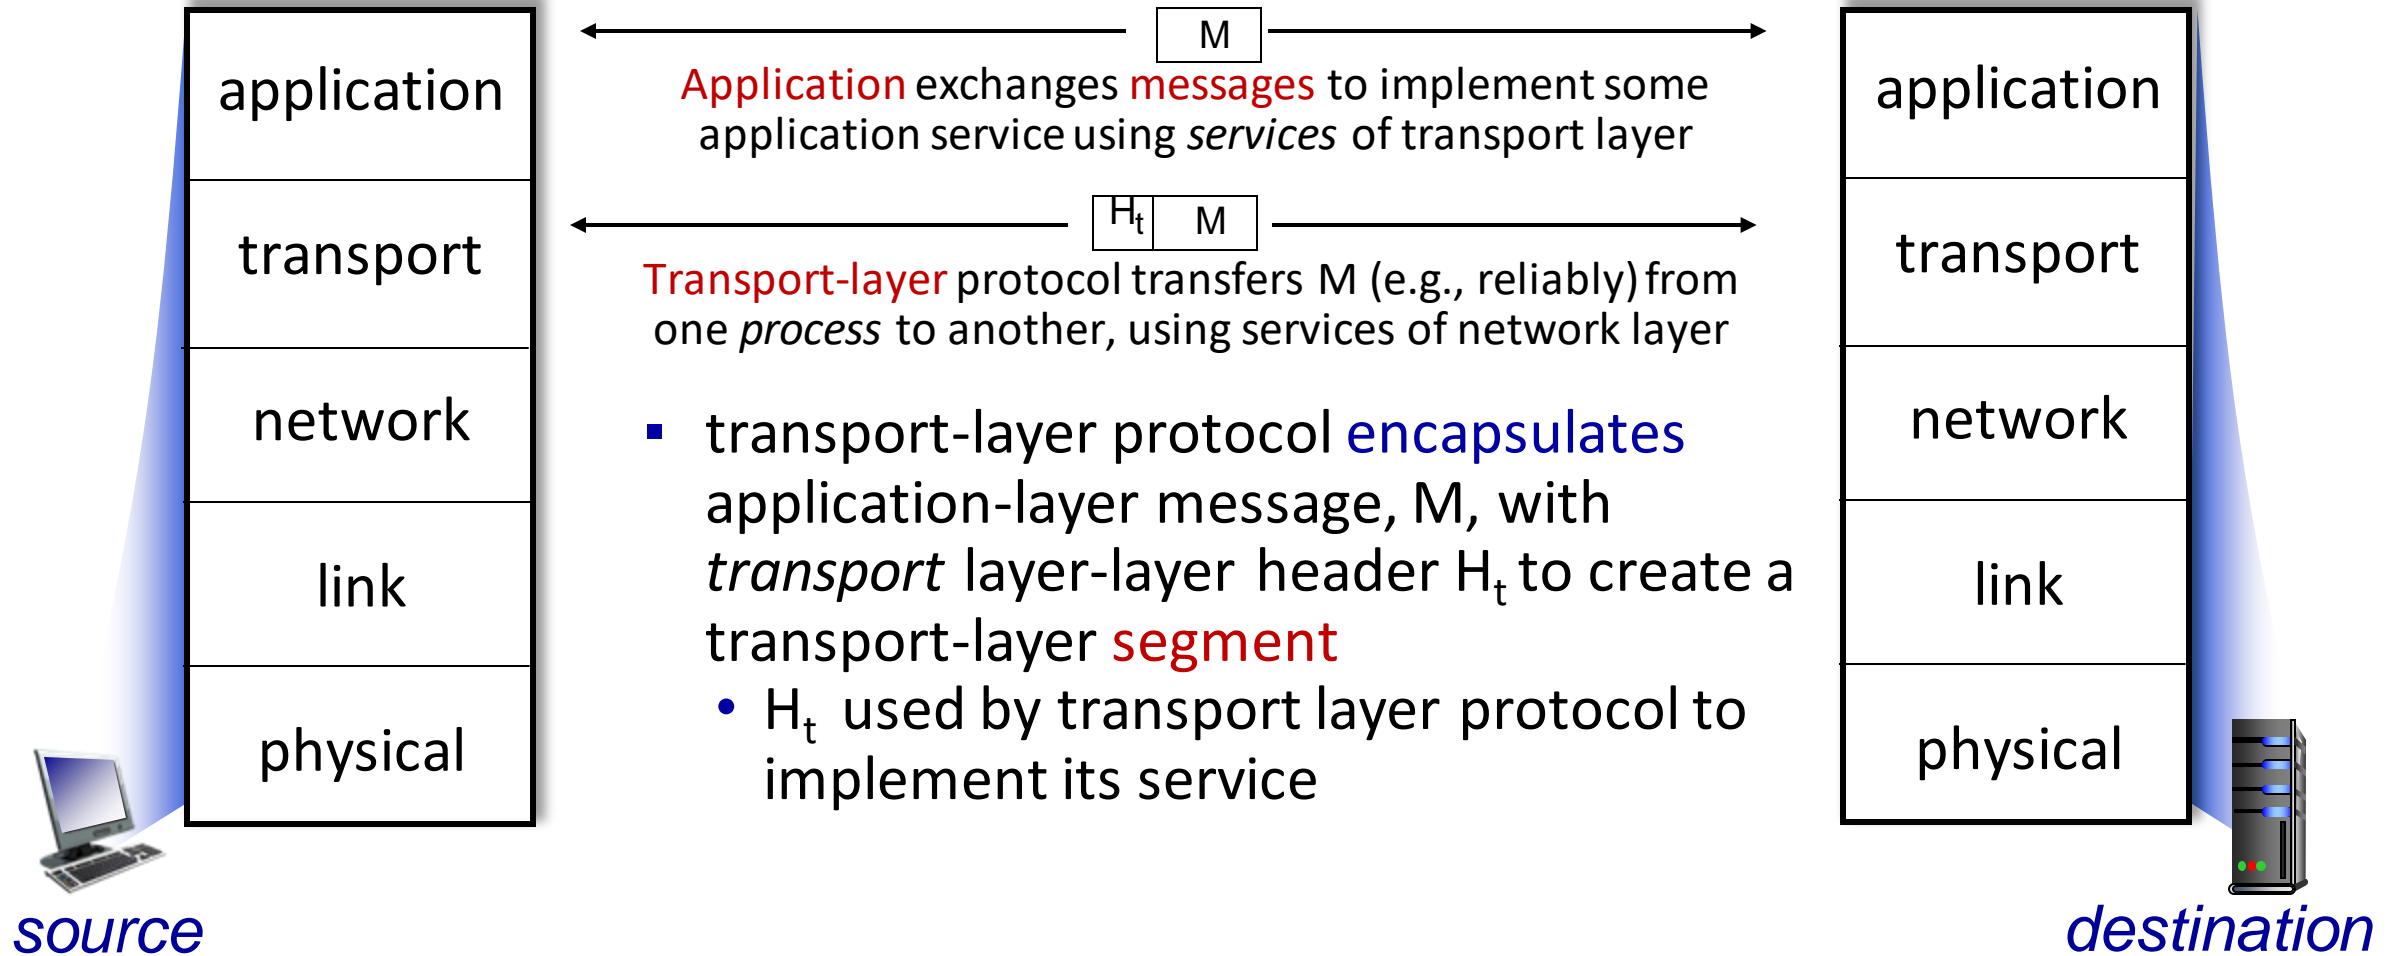 application
transport
network
link
physical
source
M
Application exchanges messages to implement some
application service using services of transport layer
Ht M
Transport-layer protocol transfers M (e.g., reliably) from
one process to another, using services of network layer
▪ transport-layer protocol encapsulates
application-layer message, M, with
transport layer-layer header Ht to create a
transport-layer segment
• Ht used by transport layer protocol to
implement its service
application
transport
network
link
physical
destination